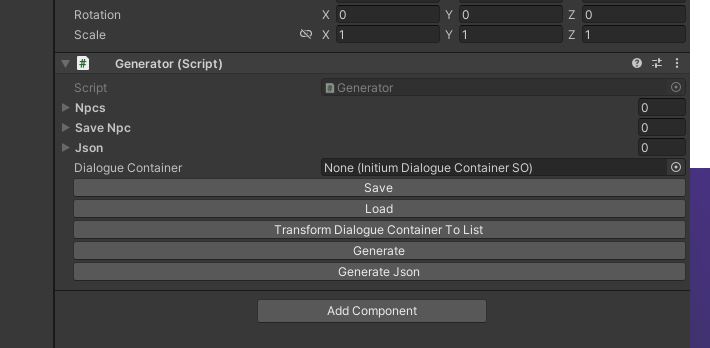 Rotation X 0 Y 0 Z 0
Scale X 1 Y 1 Z 1
# Generator (Script)
Script # Generator
Npcs 0
Save Npc 0
Json 0
Dialogue Container None (Initium Dialogue Container SO)
Save
Load
Transform Dialogue Container To List
Generate
Generate Json
Add Component